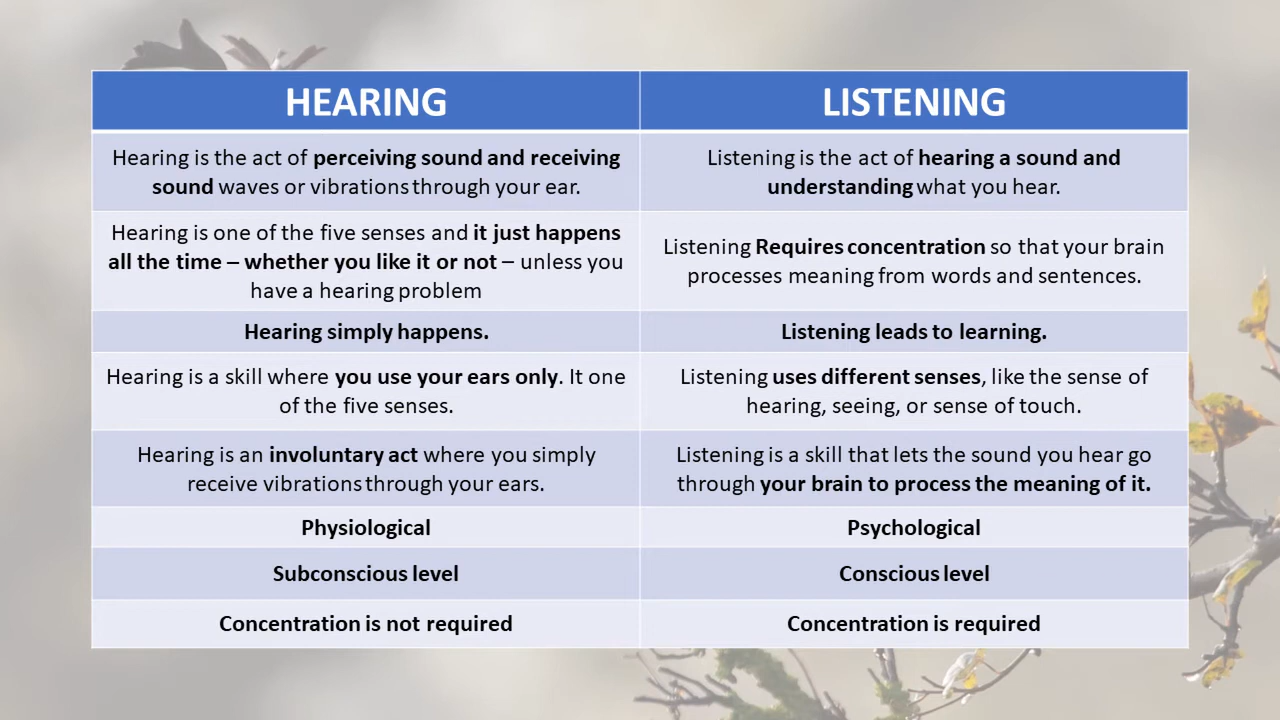 HEARING
LISTENING
Hearing is the act of perceiving sound and receiving
sound waves or vibrations through your ear.
Listening is the act of hearing a sound and
understanding what you hear.
Hearing is one of the five senses and it just happens
all the time – whether you like it or not – unless you
have a hearing problem
Listening Requires concentration so that your brain
processes meaning from words and sentences.
Hearing simply happens.
Listening leads to learning.
Hearing is a skill where you use your ears only. It one
of the five senses.
Listening uses different senses, like the sense of
hearing, seeing, or sense of touch.
Hearing is an involuntary act where you simply
receive vibrations through your ears.
Listening is a skill that lets the sound you hear go
through your brain to process the meaning of it.
Physiological
Psychological
Subconscious level
Conscious level
Concentration is not required
Concentration is required